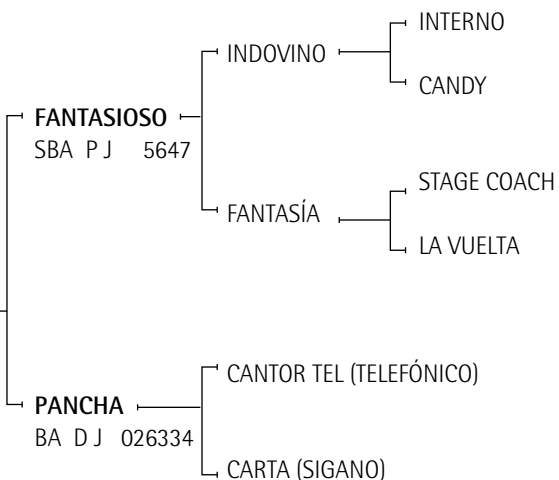 INTERNO
INDOVINO
CANDY
FANTASIOSO
SBA P J 5647
STAGE COACH
FANTASÍA
LA VUELTA
CANTOR TEL (TELEFÓNICO)
PANCHA
BA D J 026334
CARTA (SIGANO)